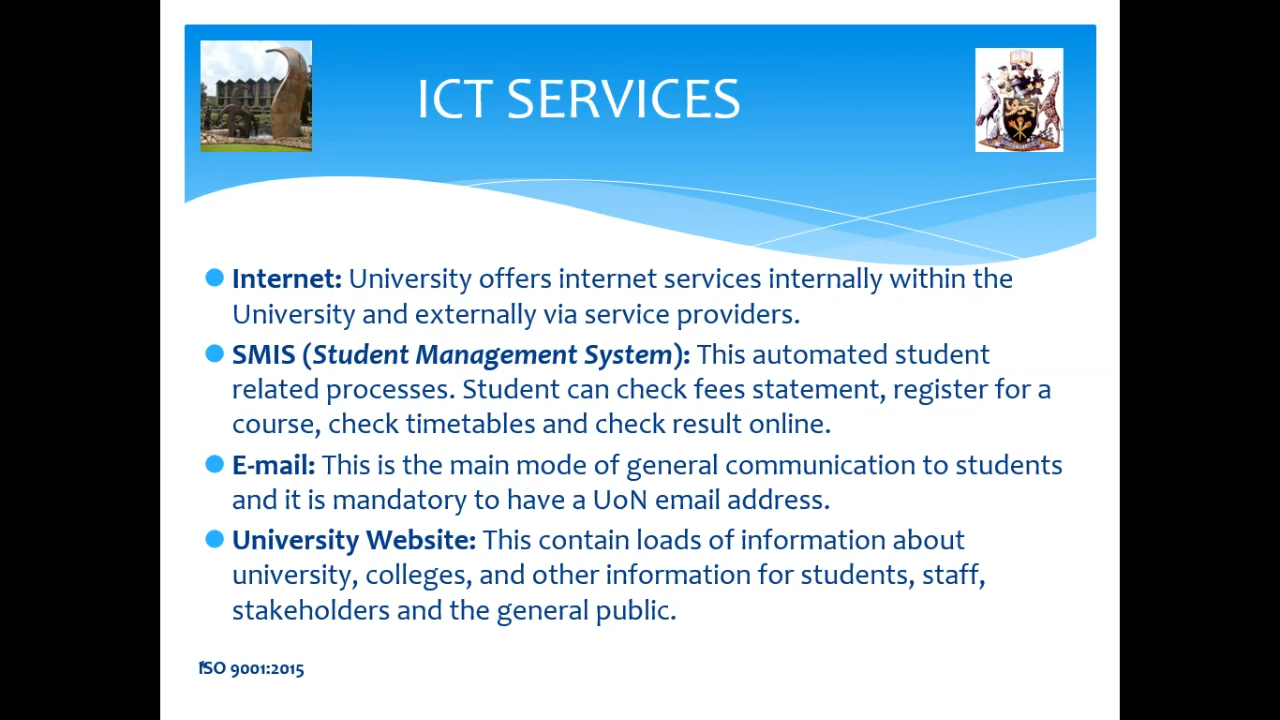 ICT SERVICES
Internet: University offers internet services internally within the
University and externally via service providers.
SMIS (Student Management System): This automated student
related processes. Student can check fees statement, register for a
course, check timetables and check result online.
E-mail: This is the main mode of general communication to students
and it is mandatory to have a UoN email address.
University Website: This contain loads of information about
university, colleges, and other information for students, staff,
stakeholders and the general public.
ISO 9001:2015